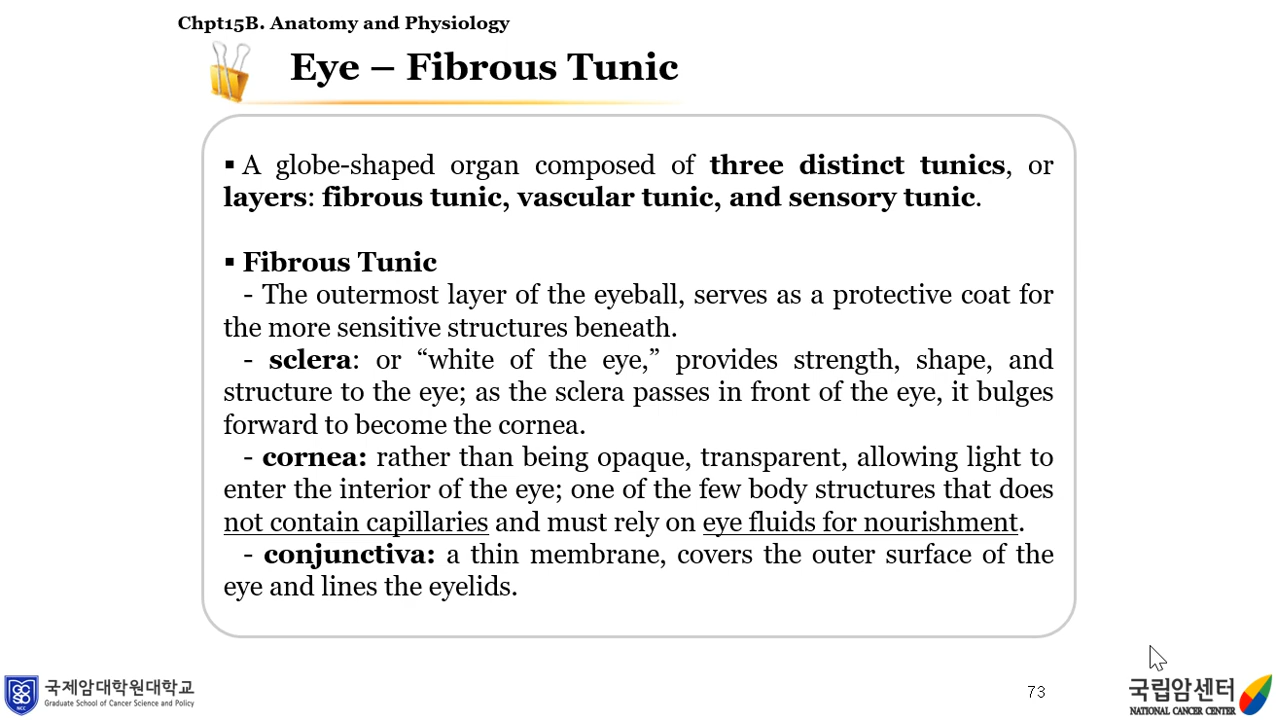 Chpt15B. Anatomy and Physiology
Eye – Fibrous Tunic
▪ A globe-shaped organ composed of three distinct tunics, or
layers: fibrous tunic, vascular tunic, and sensory tunic.
▪ Fibrous Tunic
- The outermost layer of the eyeball, serves as a protective coat for
the more sensitive structures beneath.
- sclera: or “white of the eye,” provides strength, shape, and
structure to the eye; as the sclera passes in front of the eye, it bulges
forward to become the cornea.
- cornea: rather than being opaque, transparent, allowing light to
enter the interior of the eye; one of the few body structures that does
not contain capillaries and must rely on eye fluids for nourishment.
- conjunctiva: a thin membrane, covers the outer surface of the
eye and lines the eyelids.
국제암대학원대학교
Graduate School of Cancer Science and Policy
73
국립암센터
NATIONAL CANCER CENTER